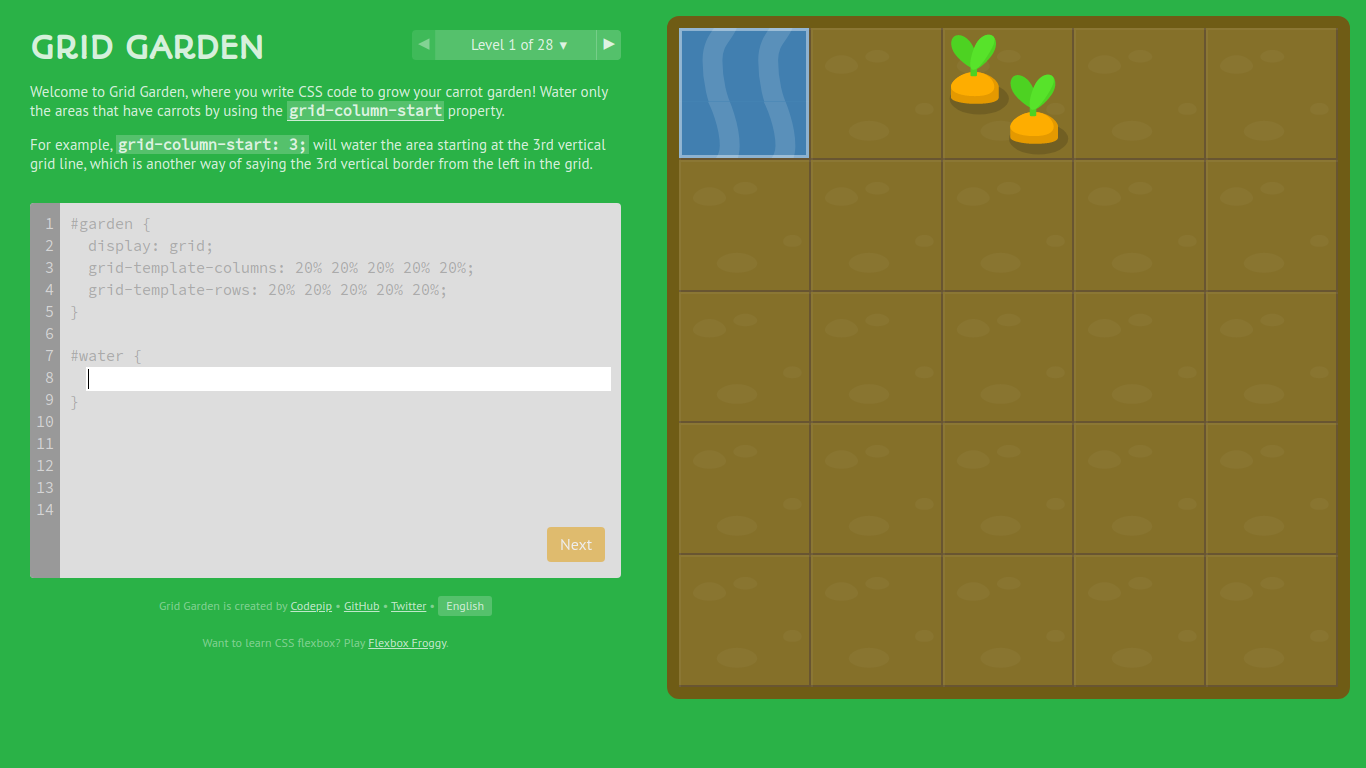 GRID GARDEN
◀ Level 1 of 28 ▾ ▶
Welcome to Grid Garden, where you write CSS code to grow your carrot garden! Water only
the areas that have carrots by using the grid-column-start property.
For example, grid-column-start: 3; will water the area starting at the 3rd vertical
grid line, which is another way of saying the 3rd vertical border from the left in the grid.
1 #garden {
2 display: grid;
3 grid-template-columns: 20% 20% 20% 20% 20%;
4 grid-template-rows: 20% 20% 20% 20% 20%;
5 }
6
7 #water {
8
9 }
10
11
12
13
14
Next
Grid Garden is created by Codepip • GitHub • Twitter • English
Want to learn CSS flexbox? Play Flexbox Froggy.